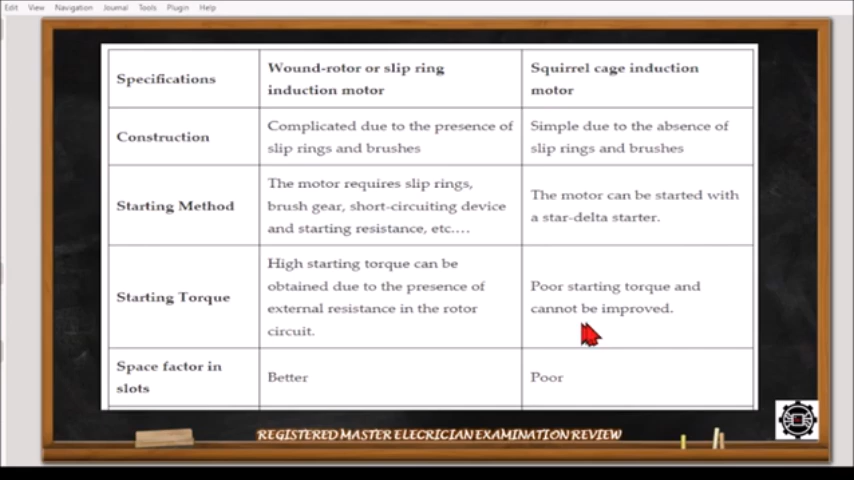 Edit View Navigation Journal Tools Plugin Help
Specifications
Wound-rotor or slip ring
induction motor
Squirrel cage induction
motor
Construction
Complicated due to the presence of
slip rings and brushes
Simple due to the absence of
slip rings and brushes
Starting Method
The motor requires slip rings,
brush gear, short-circuiting device
and starting resistance, etc.…
The motor can be started with
a star-delta starter.
Starting Torque
High starting torque can be
obtained due to the presence of
external resistance in the rotor
circuit.
Poor starting torque and
cannot be improved.
Space factor in
slots
Better
Poor
REGISTERED MASTER ELECRICIAN EXAMINATION REVIEW